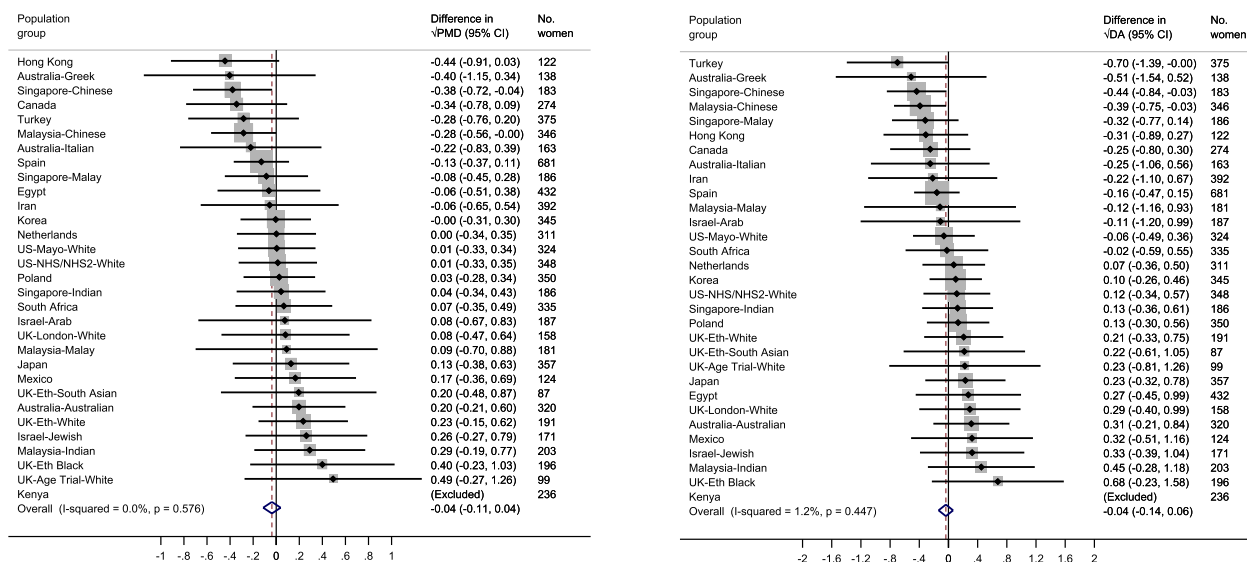 Population group Difference in √PMD (95% CI) No. women
Hong Kong -0.44 (-0.91, 0.03) 122
Australia-Greek -0.40 (-1.15, 0.34) 138
Singapore-Chinese -0.38 (-0.72, -0.04) 183
Canada -0.34 (-0.78, 0.09) 274
Turkey -0.28 (-0.76, 0.20) 375
Malaysia-Chinese -0.28 (-0.56, -0.00) 346
Australia-Italian -0.22 (-0.83, 0.39) 163
Spain -0.13 (-0.37, 0.11) 681
Singapore-Malay -0.08 (-0.45, 0.28) 186
Egypt -0.06 (-0.51, 0.38) 432
Iran -0.06 (-0.65, 0.54) 392
Korea -0.00 (-0.31, 0.30) 345
Netherlands 0.00 (-0.34, 0.35) 311
US-Mayo-White 0.01 (-0.33, 0.34) 324
US-NHS/NHS2-White 0.01 (-0.33, 0.35) 348
Poland 0.03 (-0.28, 0.34) 350
Singapore-Indian 0.04 (-0.34, 0.43) 186
South Africa 0.07 (-0.35, 0.49) 335
Israel-Arab 0.08 (-0.67, 0.83) 187
UK-London-White 0.08 (-0.47, 0.64) 158
Malaysia-Malay 0.09 (-0.70, 0.88) 181
Japan 0.13 (-0.38, 0.63) 357
Mexico 0.17 (-0.36, 0.69) 124
UK-Eth-South Asian 0.20 (-0.48, 0.87) 87
Australia-Australian 0.20 (-0.21, 0.60) 320
UK-Eth-White 0.23 (-0.15, 0.62) 191
Israel-Jewish 0.26 (-0.27, 0.79) 171
Malaysia-Indian 0.29 (-0.19, 0.77) 203
UK-Eth Black 0.40 (-0.23, 1.03) 196
UK-Age Trial-White 0.49 (-0.27, 1.26) 99
Kenya (Excluded) 236
Overall (I-squared = 0.0%, p = 0.576) -0.04 (-0.11, 0.04)
-1 -.8 -.6 -.4 -.2 0 .2 .4 .6 .8 1
Population group Difference in √DA (95% CI) No. women
Turkey -0.70 (-1.39, -0.00) 375
Australia-Greek -0.51 (-1.54, 0.52) 138
Singapore-Chinese -0.44 (-0.84, -0.03) 183
Malaysia-Chinese -0.39 (-0.75, -0.03) 346
Singapore-Malay -0.32 (-0.77, 0.14) 186
Hong Kong -0.31 (-0.89, 0.27) 122
Canada -0.25 (-0.80, 0.30) 274
Australia-Italian -0.25 (-1.06, 0.56) 163
Iran -0.22 (-1.10, 0.67) 392
Spain -0.16 (-0.47, 0.15) 681
Malaysia-Malay -0.12 (-1.16, 0.93) 181
Israel-Arab -0.11 (-1.20, 0.99) 187
US-Mayo-White -0.06 (-0.49, 0.36) 324
South Africa -0.02 (-0.59, 0.55) 335
Netherlands 0.07 (-0.36, 0.50) 311
Korea 0.10 (-0.26, 0.46) 345
US-NHS/NHS2-White 0.12 (-0.34, 0.57) 348
Singapore-Indian 0.13 (-0.36, 0.61) 186
Poland 0.13 (-0.30, 0.56) 350
UK-Eth-White 0.21 (-0.33, 0.75) 191
UK-Eth-South Asian 0.22 (-0.61, 1.05) 87
UK-Age Trial-White 0.23 (-0.81, 1.26) 99
Japan 0.23 (-0.32, 0.78) 357
Egypt 0.27 (-0.45, 0.99) 432
UK-London-White 0.29 (-0.40, 0.99) 158
Australia-Australian 0.31 (-0.21, 0.84) 320
Mexico 0.32 (-0.51, 1.16) 124
Israel-Jewish 0.33 (-0.39, 1.04) 171
Malaysia-Indian 0.45 (-0.28, 1.18) 203
UK-Eth Black 0.68 (-0.23, 1.58) 196
Kenya (Excluded) 236
Overall (I-squared = 1.2%, p = 0.447) -0.04 (-0.14, 0.06)
-2 -1.6 -1.2 -.8 -.4 0 .4 .8 1.2 1.6 2